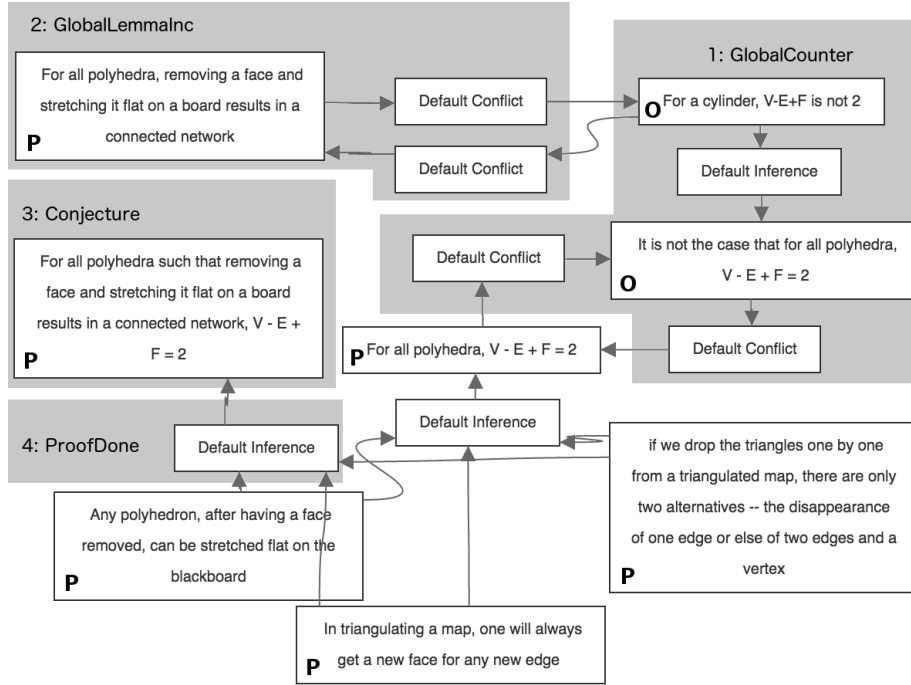 2: GlobalLemmaInc
For all polyhedra, removing a face and
stretching it flat on a board results in a
connected network
P
Default Conflict
Default Conflict
1: GlobalCounter
For a cylinder, V-E+F is not 2
O
Default Inference
It is not the case that for all polyhedra,
V - E + F = 2
O
Default Conflict
Default Conflict
3: Conjecture
For all polyhedra such that removing a
face and stretching it flat on a board
results in a connected network, V - E +
F = 2
P
P For all polyhedra, V - E + F = 2
Default Inference
4: ProofDone
Default Inference
Any polyhedron, after having a face
removed, can be stretched flat on the
blackboard
P
if we drop the triangles one by one
from a triangulated map, there are only
two alternatives -- the disappearance
of one edge or else of two edges and a
vertex
P
In triangulating a map, one will always
get a new face for any new edge
P